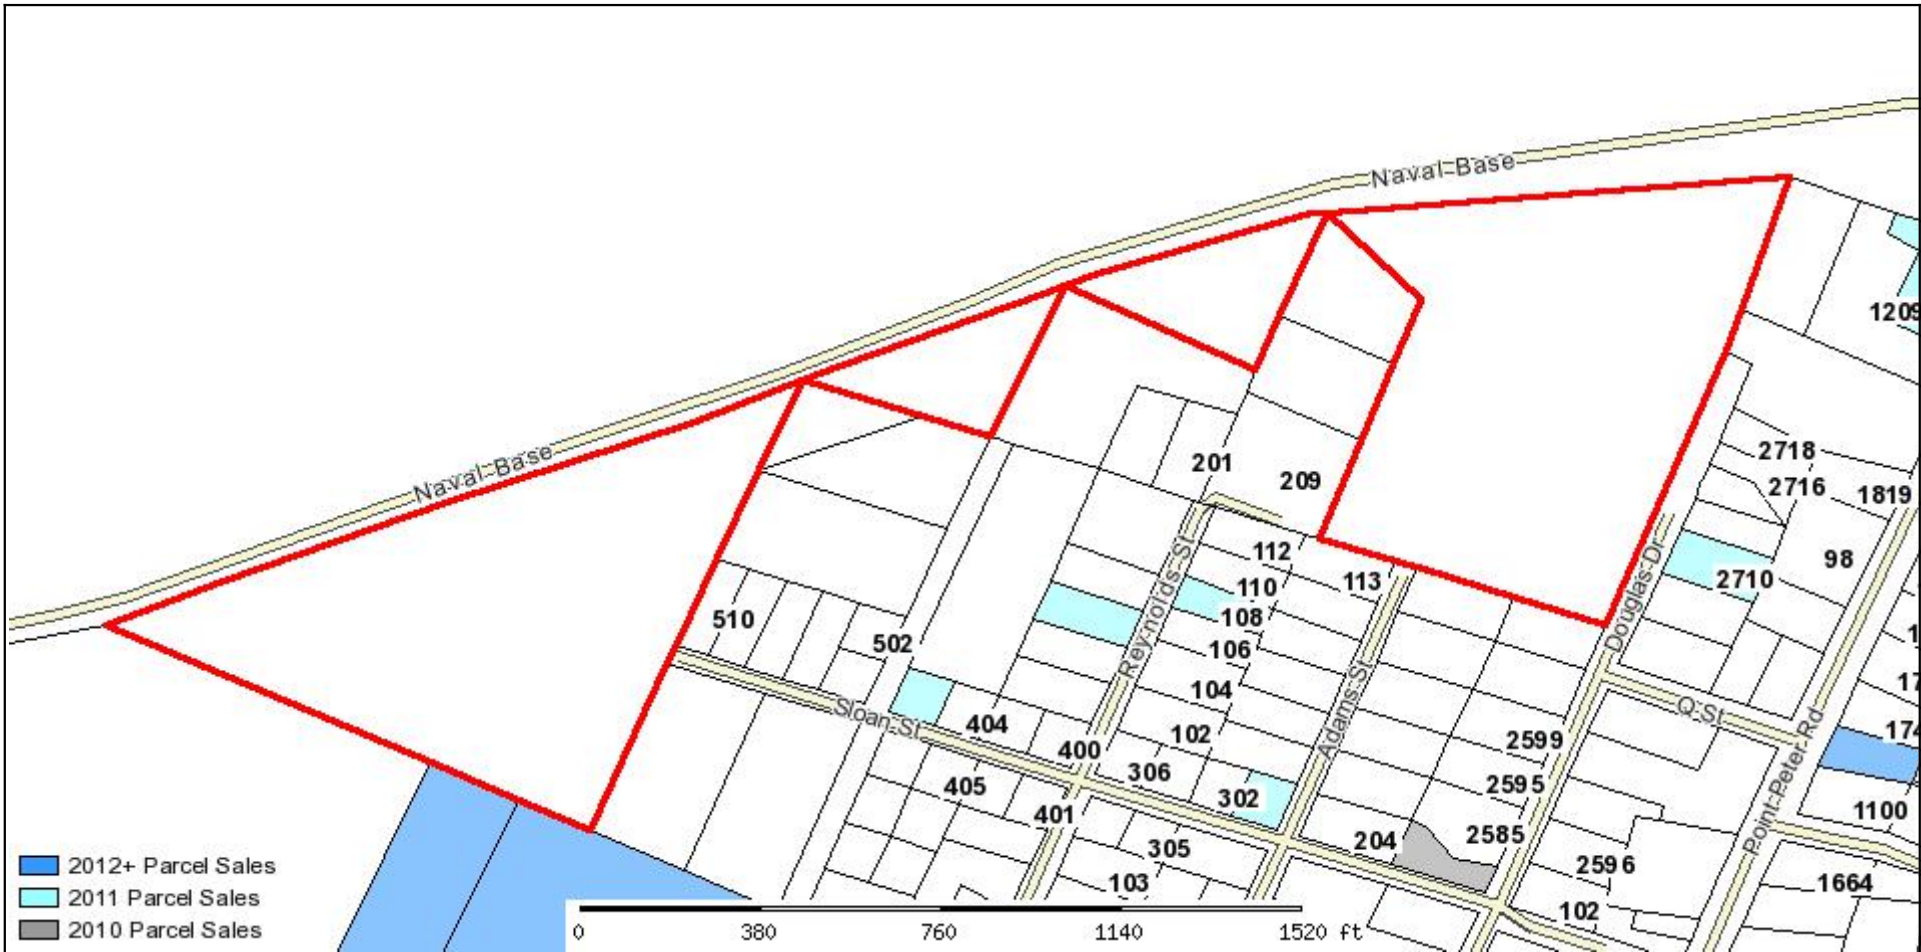 Naval Base
Naval Base
1209
201
209
2718
2716
1819
112
113
98
110
2710
108
510
502
106
Reynolds St
Douglas Dr
104
Adams St
Sloan St
Q St
404
102
400
2599
306
2595
405
302
Point Peter Rd
1100
401
204
2585
305
2596
103
1664
102
2012+ Parcel Sales
2011 Parcel Sales
2010 Parcel Sales
0 380 760 1140 1520 ft